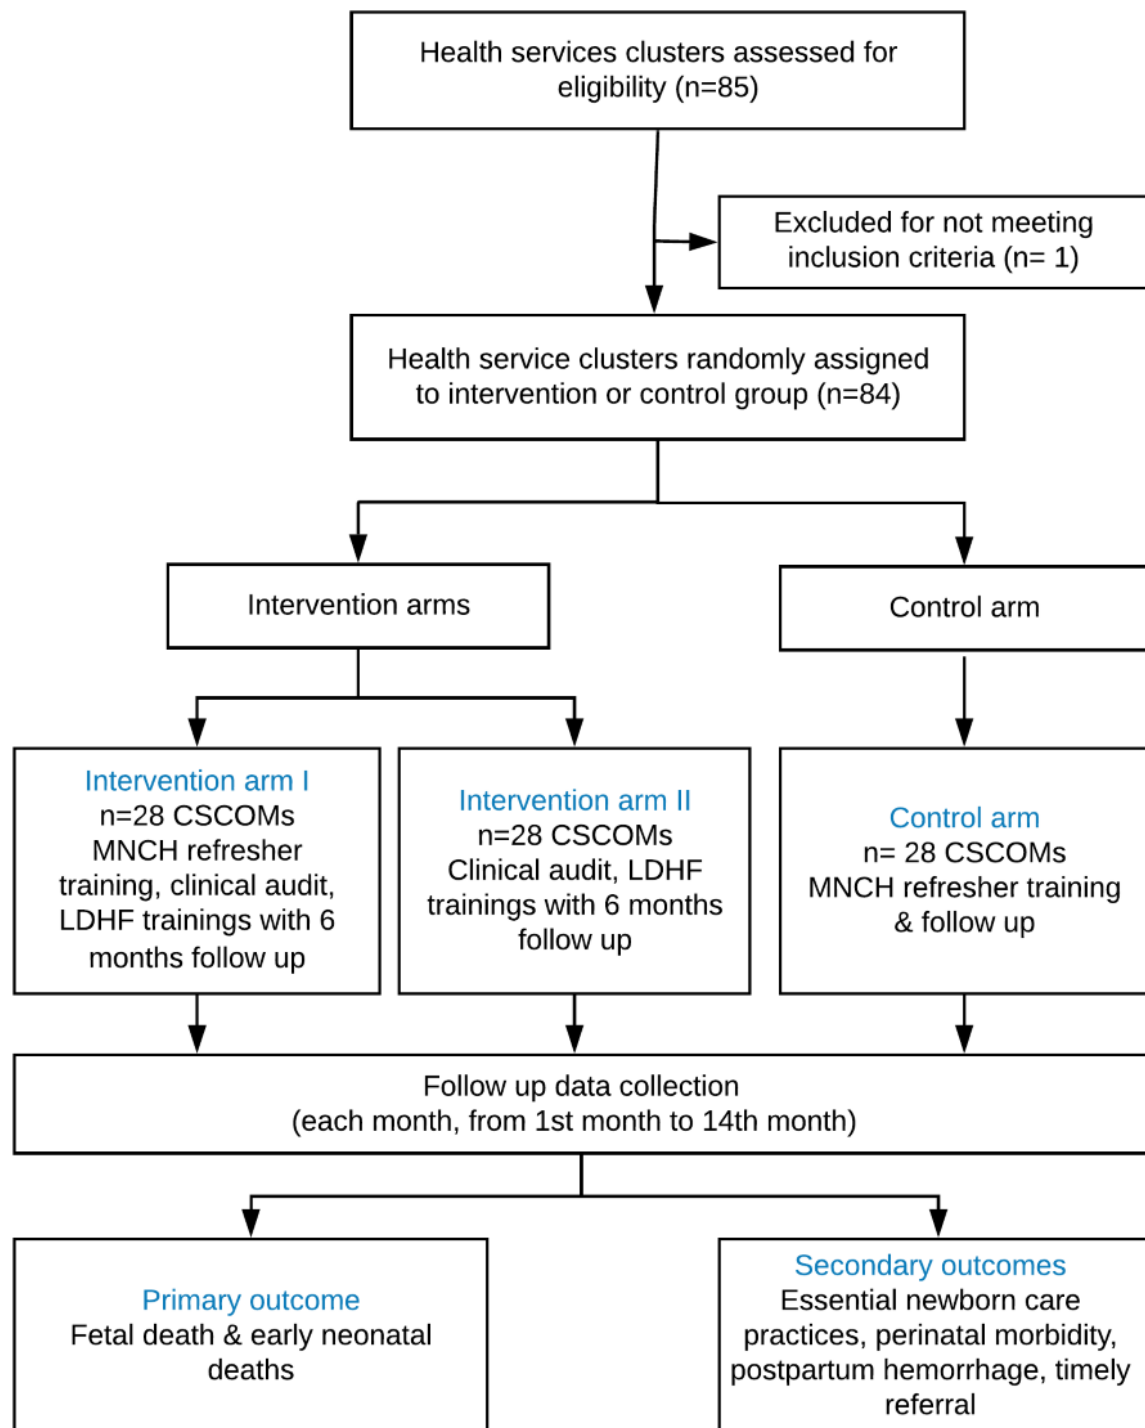 Health services clusters assessed for
eligibility (n=85)
Excluded for not meeting
inclusion criteria (n= 1)
Health service clusters randomly assigned
to intervention or control group (n=84)
Intervention arms
Control arm
Intervention arm I
n=28 CSCOMs
MNCH refresher
training, clinical audit,
LDHF trainings with 6
months follow up
Intervention arm II
n=28 CSCOMs
Clinical audit, LDHF
trainings with 6 months
follow up
Control arm
n= 28 CSCOMs
MNCH refresher training
& follow up
Follow up data collection
(each month, from 1st month to 14th month)
Primary outcome
Fetal death & early neonatal
deaths
Secondary outcomes
Essential newborn care
practices, perinatal morbidity,
postpartum hemorrhage, timely
referral